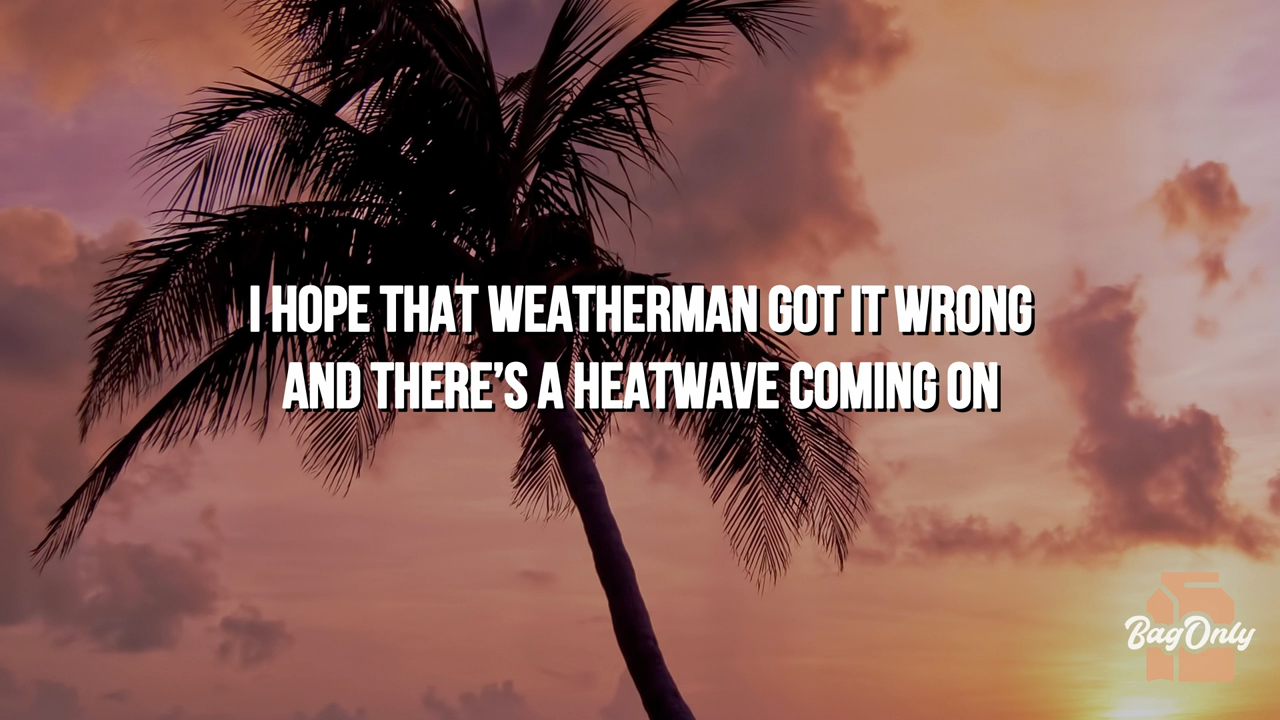 I HOPE THAT WEATHERMAN GOT IT WRONG
AND THERE’S A HEATWAVE COMING ON
BagOnly